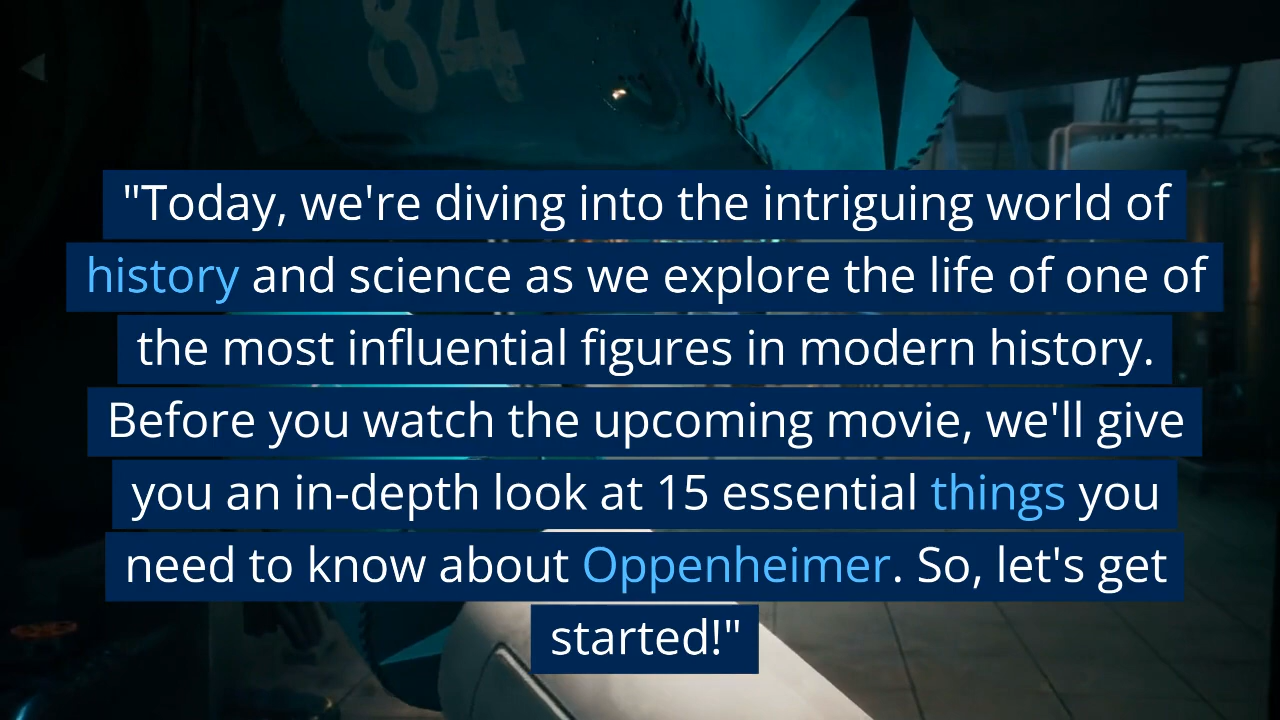 84
"Today, we're diving into the intriguing world of
history and science as we explore the life of one of
the most influential figures in modern history.
Before you watch the upcoming movie, we'll give
you an in-depth look at 15 essential things you
need to know about Oppenheimer. So, let's get
started!"